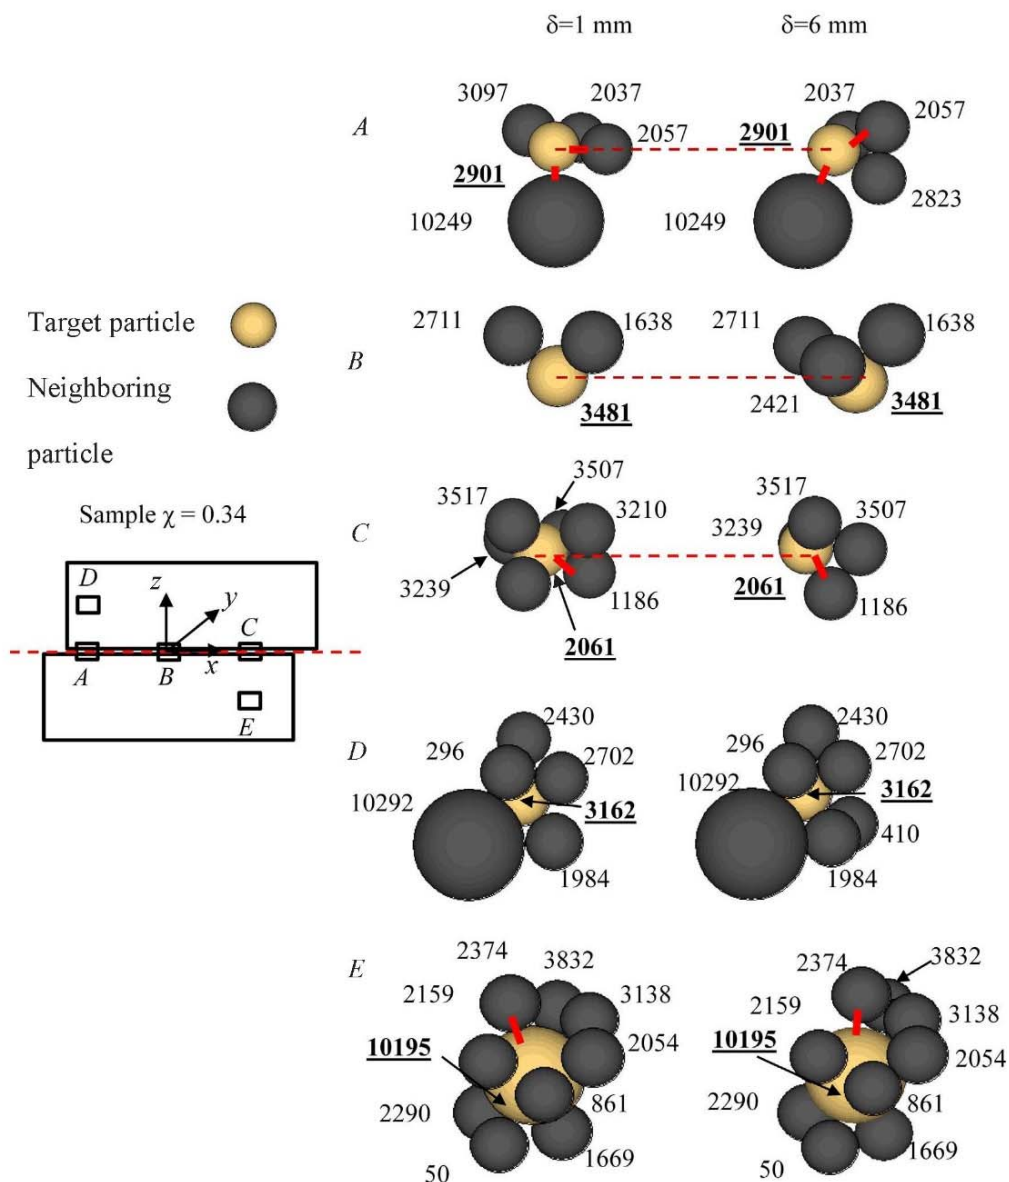 δ=1 mm δ=6 mm
A 3097 2037 2057 2901 10249
2037 2057 2901 2823 10249
Target particle
Neighboring
particle
B 2711 1638 3481
2711 1638 2421 3481
Sample χ = 0.34
D z y C
A B x
E
C 3517 3507 3210 3239 1186 2061
3517 3507 3239 2061 1186
D 2430 296 2702 10292 3162 1984
2430 296 2702 10292 3162 410 1984
E 2374 3832 2159 3138 10195 2054 2290 861 50 1669
2374 3832 2159 3138 10195 2054 2290 861 50 1669